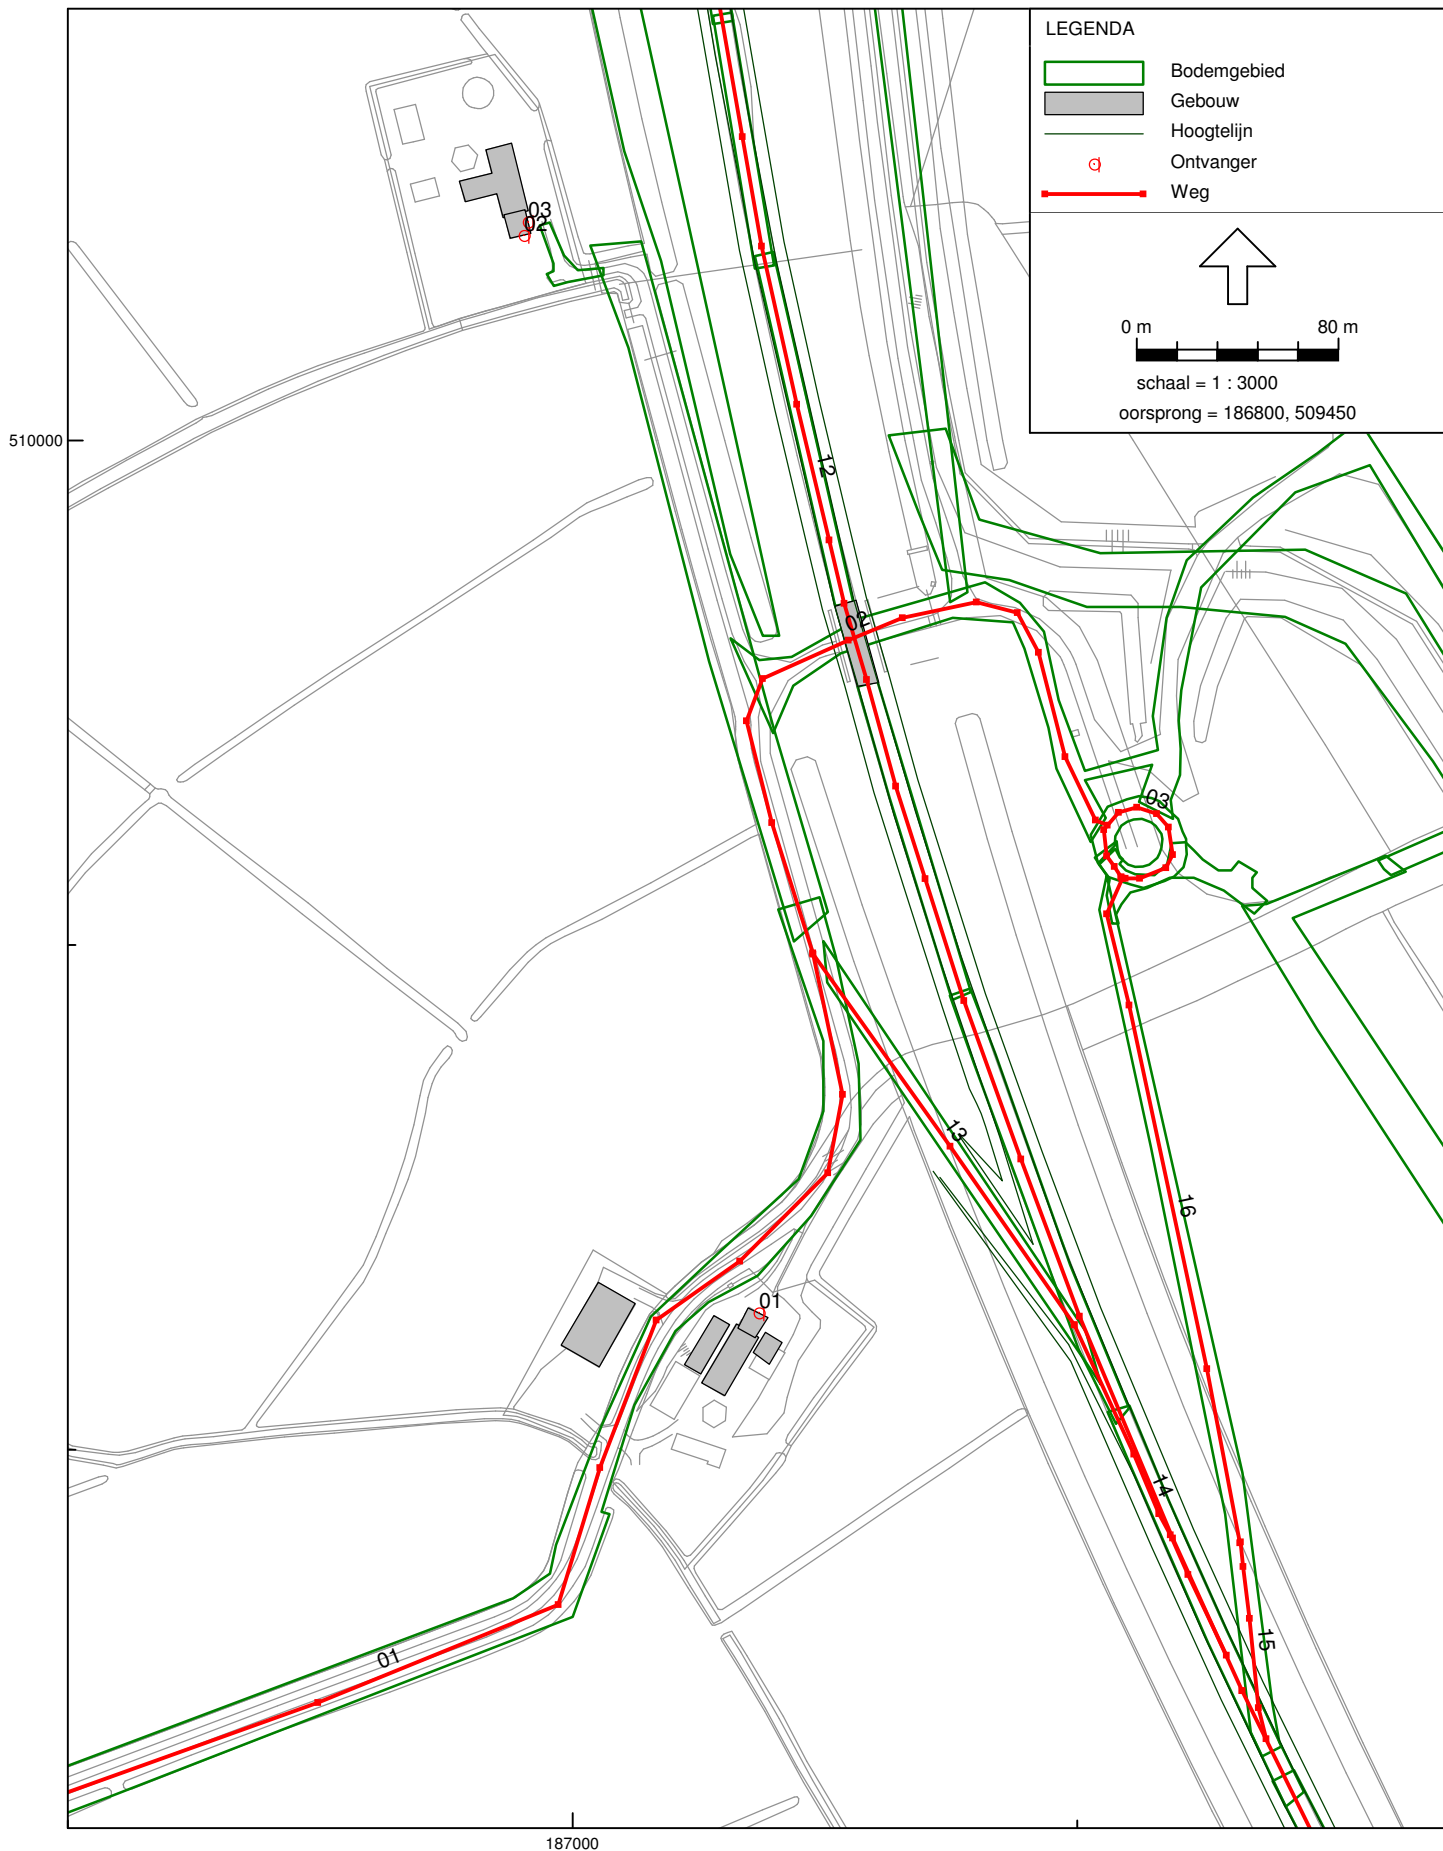 LEGENDA
Bodemgebied
Gebouw
Hoogtelijn
Ontvanger
Weg
0 m 80 m
schaal = 1 : 3000
oorsprong = 186800, 509450
03
02
510000
12
02
03
13
16
01
14
15
01
187000